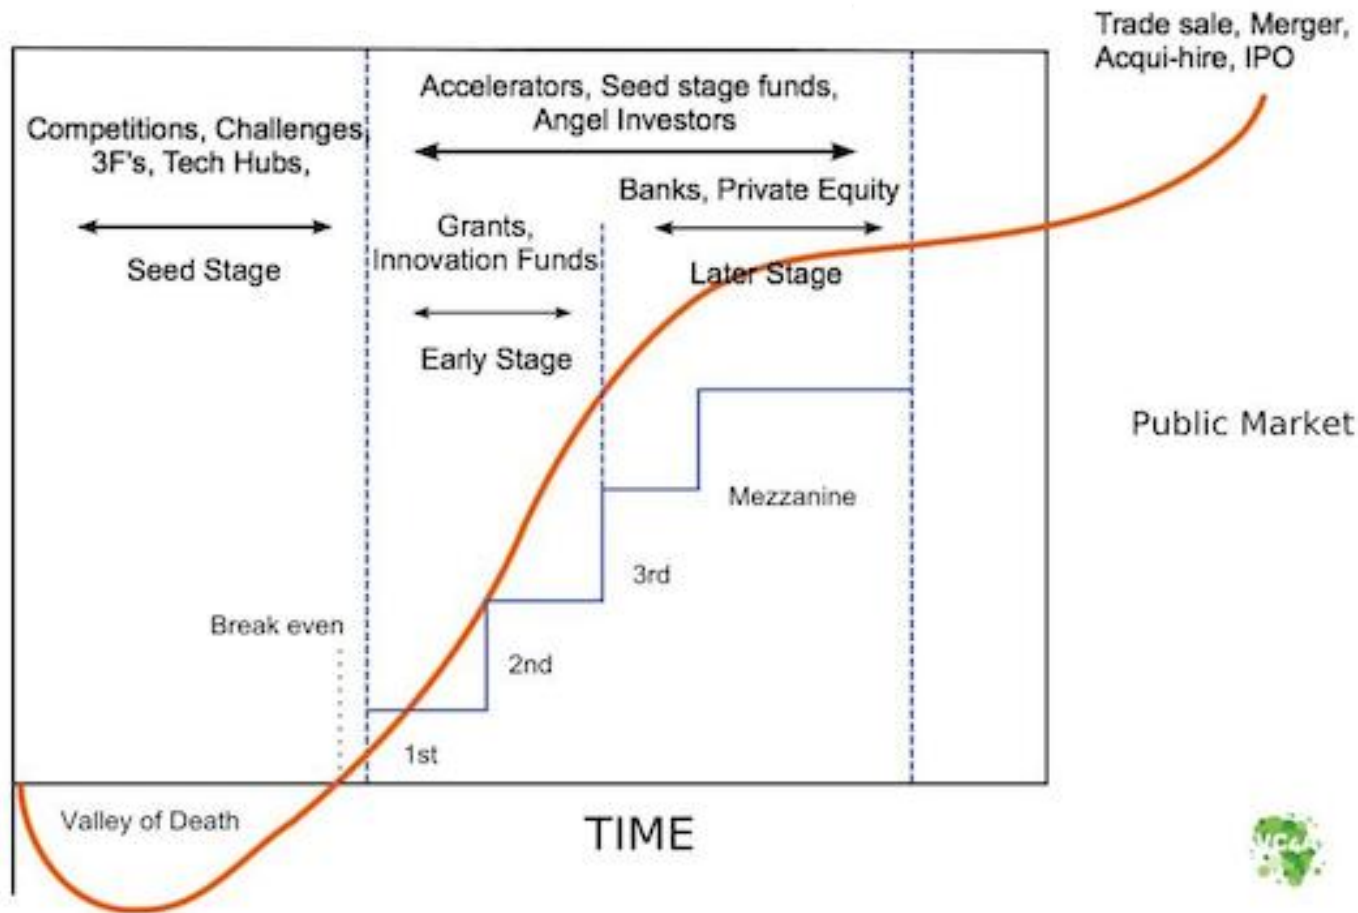 Trade sale, Merger,
Acqui-hire, IPO
Accelerators, Seed stage funds,
Angel Investors
Competitions, Challenges,
3F's, Tech Hubs,
Banks, Private Equity
Grants,
Innovation Funds
Seed Stage
Later Stage
Early Stage
Public Market
Mezzanine
3rd
Break even
2nd
1st
Valley of Death
TIME
VC4A